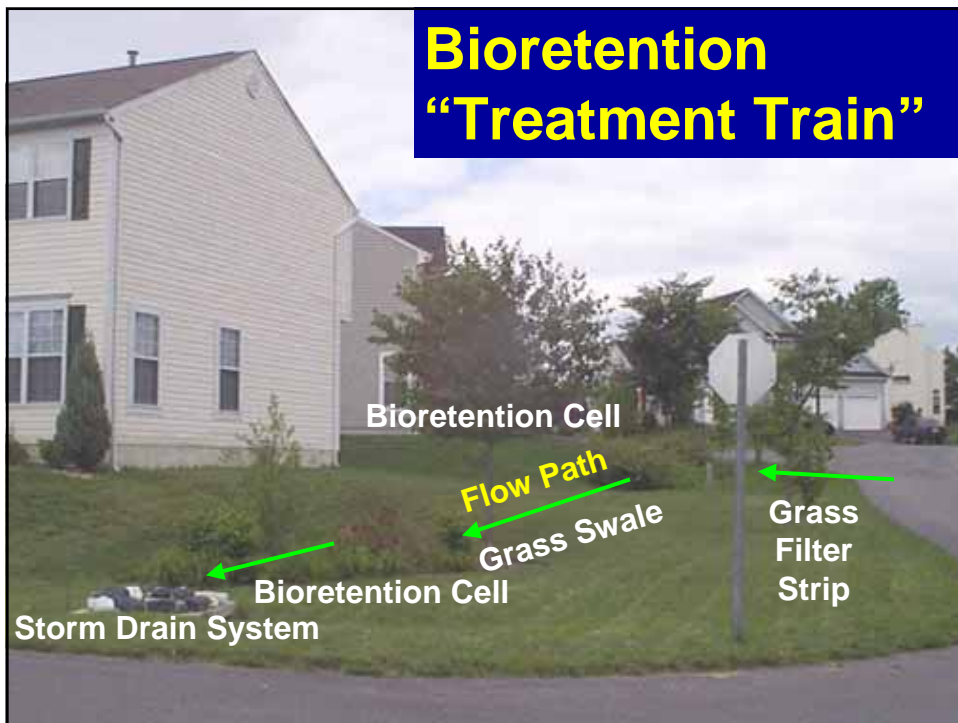 Bioretention
“Treatment Train”
Bioretention Cell
Flow Path
Grass Swale
Grass
Filter
Strip
Bioretention Cell
Storm Drain System